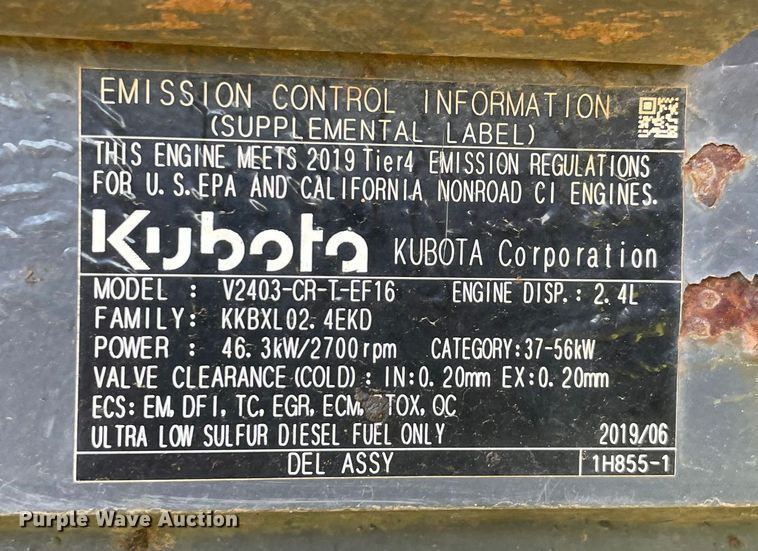 EMISSION CONTROL INFORMATION
(SUPPLEMENTAL LABEL)
THIS ENGINE MEETS 2019 Tier4 EMISSION REGULATIONS
FOR U.S.EPA AND CALIFORNIA NONROAD CI ENGINES.
Kubota KUBOTA Corporation
MODEL : V2403-CR-T-EF16 ENGINE DISP.: 2.4L
FAMILY: KKBXL02.4EKD
POWER : 46.3kW/2700rpm CATEGORY:37-56kW
VALVE CLEARANCE(COLD): IN:0.20mm EX:0.20mm
ECS: EM, DFI, TC, EGR, ECM, OC
ULTRA LOW SULFUR DIESEL FUEL ONLY 2019/06
DEL ASSY 1H855-1
Purple Wave Auction